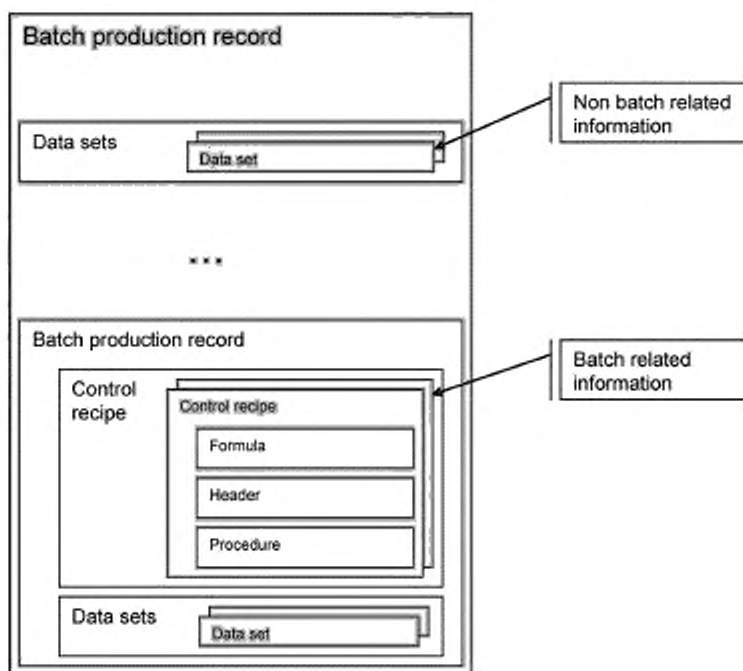 Batch production record
Non batch related
information
Data sets
Data set
...
Batch production record
Batch related
information
Control
recipe
Control recipe
Formula
Header
Procedure
Data sets
Data set